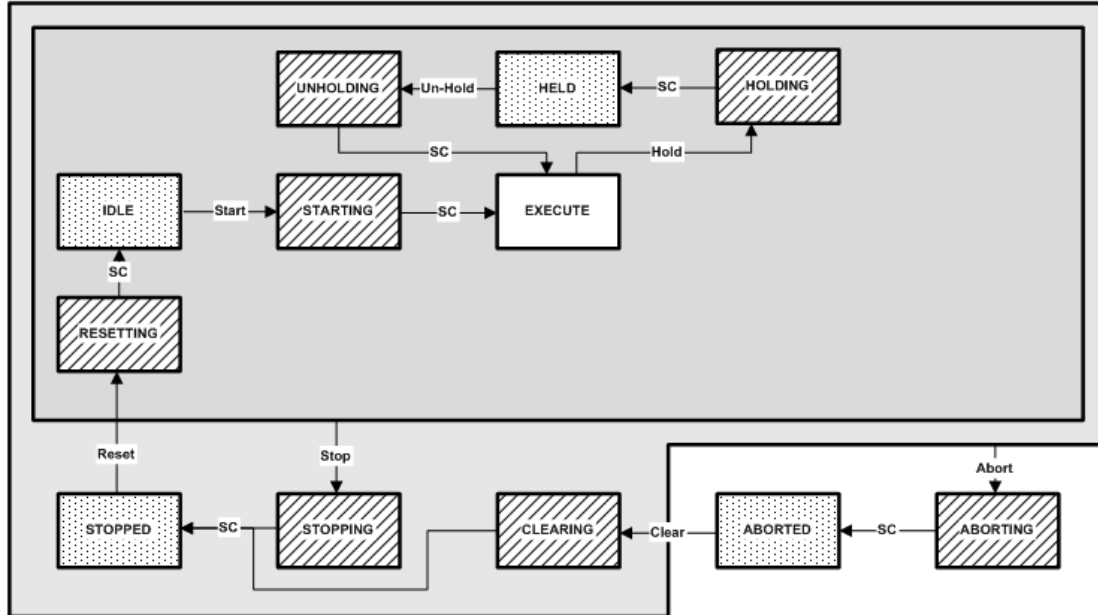 UNHOLDING
Un-Hold
HELD
SC
HOLDING
SC
Hold
IDLE
Start
STARTING
SC
EXECUTE
SC
RESETTING
Reset
Stop
Abort
STOPPED
SC
STOPPING
CLEARING
Clear
ABORTED
SC
ABORTING